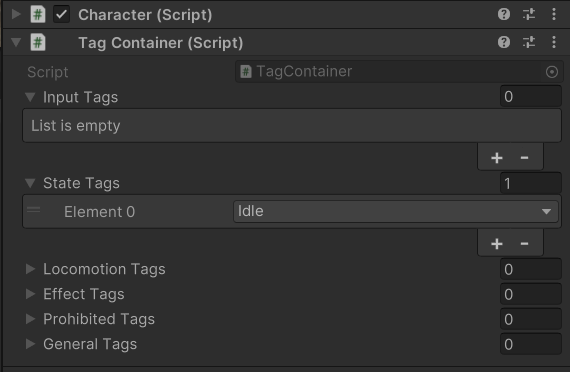 Character (Script)
Tag Container (Script)
Script TagContainer
Input Tags 0
List is empty
+ -
State Tags 1
Element 0 Idle
+ -
Locomotion Tags 0
Effect Tags 0
Prohibited Tags 0
General Tags 0